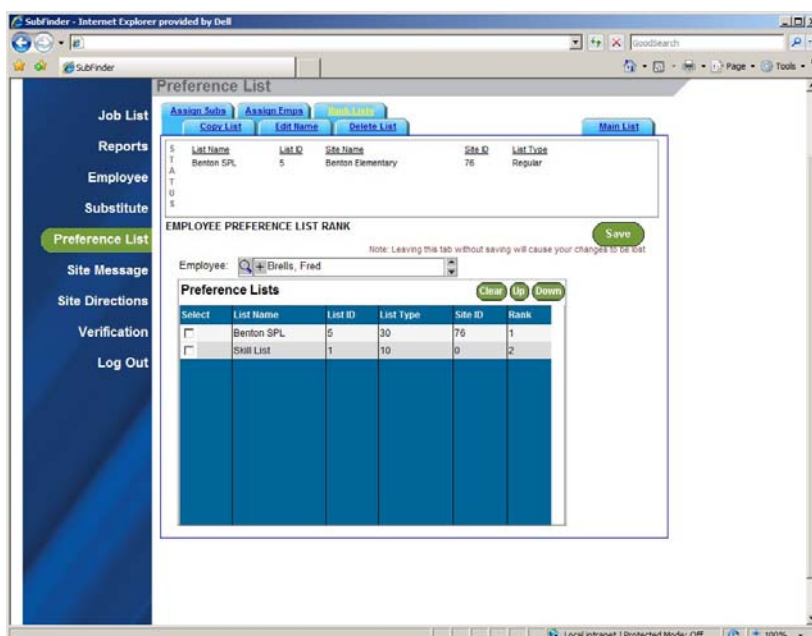 SubFinder - Internet Explorer provided by Dell
GoodSearch
SubFinder
Page
Tools
Preference List
Job List
Reports
Employee
Substitute
Preference List
Site Message
Site Directions
Verification
Log Out
Assign Subs Assign Emps Rank Lists
Copy List Edit Name Delete List Main List
STATUS
List Name List ID Site Name Site ID List Type
Benton SPL 5 Benton Elementary 76 Regular
EMPLOYEE PREFERENCE LIST RANK
Save
Note: Leaving this tab without saving will cause your changes to be lost
Employee: Brells, Fred
Preference Lists Clear Up Down
Select List Name List ID List Type Site ID Rank
Benton SPL 5 30 76 1
Skill List 1 10 0 2
Local intranet | Protected Mode: Off 100%